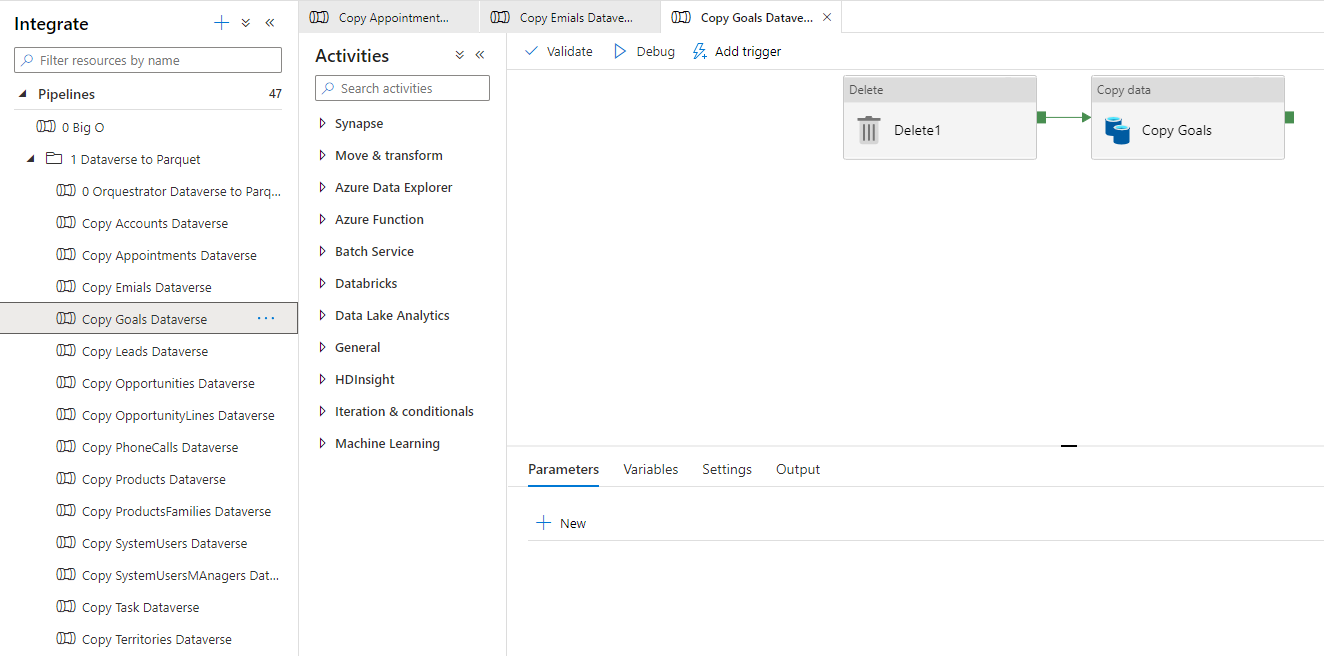 Integrate
Filter resources by name
Pipelines 47
0 Big O
1 Dataverse to Parquet
0 Orquestrator Dataverse to Parq...
Copy Accounts Dataverse
Copy Appointments Dataverse
Copy Emials Dataverse
Copy Goals Dataverse ...
Copy Leads Dataverse
Copy Opportunities Dataverse
Copy OpportunityLines Dataverse
Copy PhoneCalls Dataverse
Copy Products Dataverse
Copy ProductsFamilies Dataverse
Copy SystemUsers Dataverse
Copy SystemUsersMAnagers Dat...
Copy Task Dataverse
Copy Territories Dataverse
Copy Appointment...
Copy Emials Datave...
Copy Goals Datave...
Activities
Search activities
Synapse
Move & transform
Azure Data Explorer
Azure Function
Batch Service
Databricks
Data Lake Analytics
General
HDInsight
Iteration & conditionals
Machine Learning
Validate Debug Add trigger
Delete
Delete1
Copy data
Copy Goals
Parameters Variables Settings Output
New